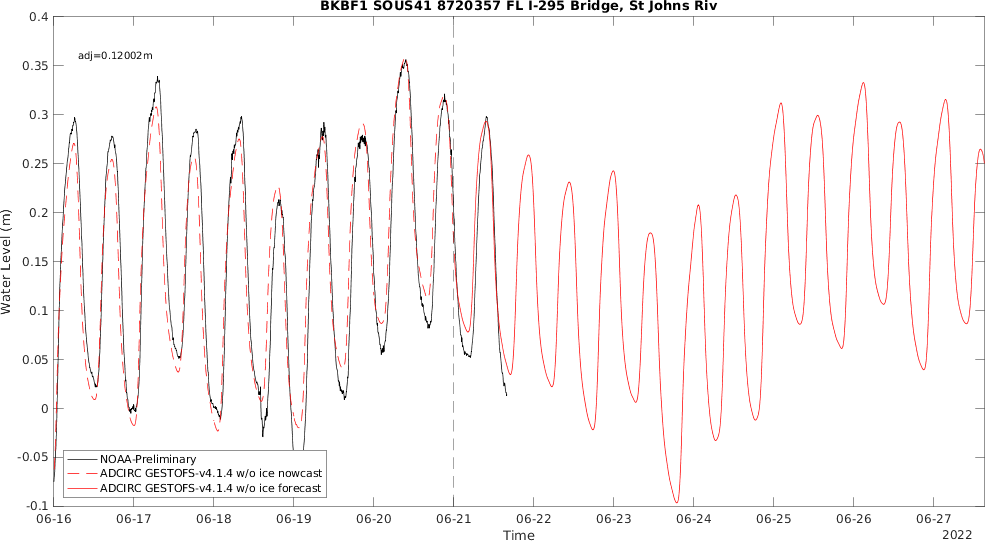 BKBF1 SOUS41 8720357 FL I-295 Bridge, St Johns Riv
adj=0.12002m
0.4
0.35
0.3
0.25
0.2
0.15
0.1
0.05
0
-0.05
-0.1
Water Level (m)
NOAA-Preliminary
ADCIRC GESTOFS-v4.1.4 w/o ice nowcast
ADCIRC GESTOFS-v4.1.4 w/o ice forecast
06-16 06-17 06-18 06-19 06-20 06-21 06-22 06-23 06-24 06-25 06-26 06-27
Time
2022